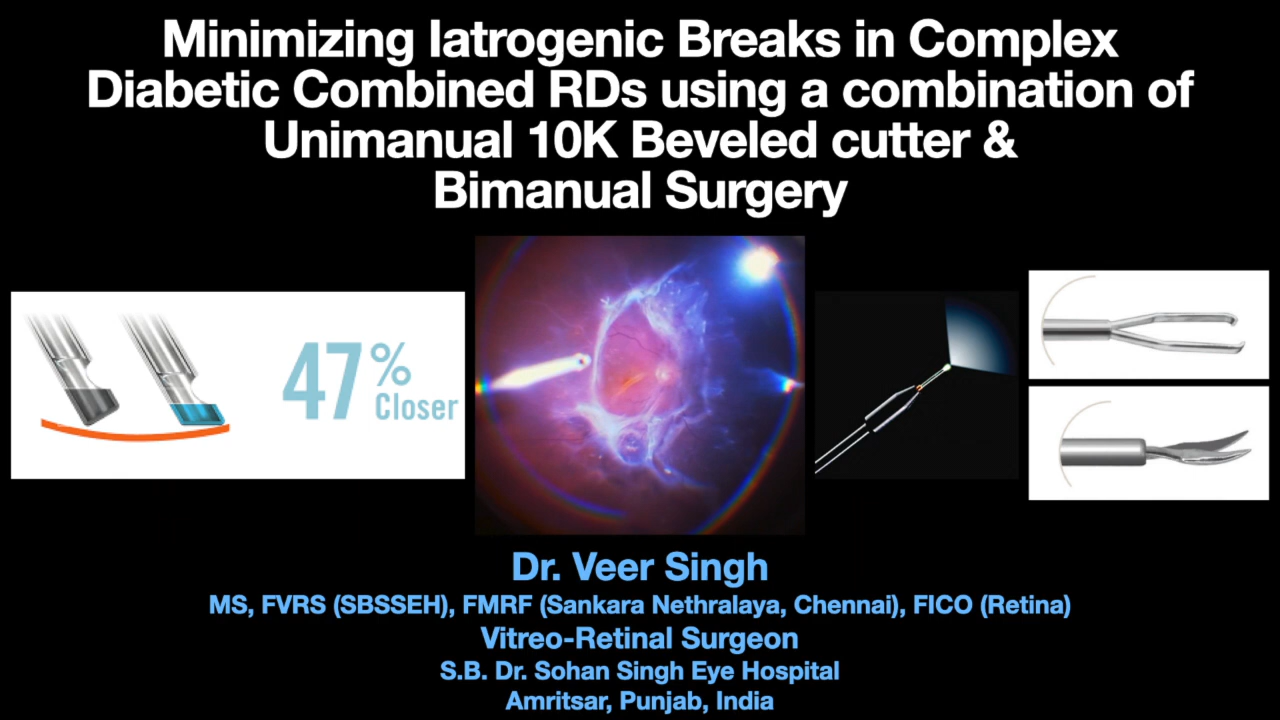 Minimizing Iatrogenic Breaks in Complex
Diabetic Combined RDs using a combination of
Unimanual 10K Beveled cutter &
Bimanual Surgery
47%
Closer
Dr. Veer Singh
MS, FVRS (SBSSEH), FMRF (Sankara Nethralaya, Chennai), FICO (Retina)
Vitreo-Retinal Surgeon
S.B. Dr. Sohan Singh Eye Hospital
Amritsar, Punjab, India